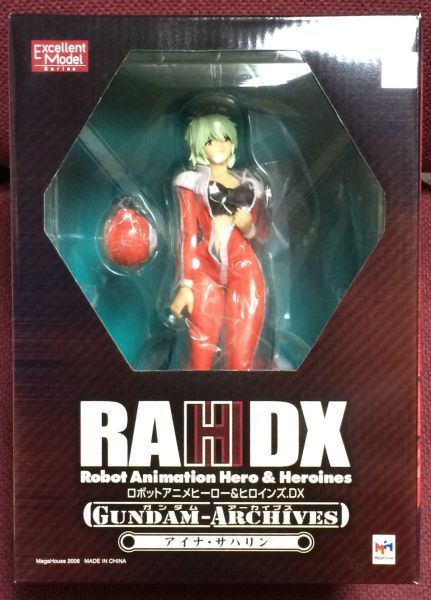 Excellent
Model
Series
RAHDX
Robot Animation Hero & Heroines
ロボットアニメヒーロー&ヒロインズ.DX
ガンダム アーカイブス
GUNDAM-ARCHIVES
アイナ・サハリン
MegaHouse 2006 MADE IN CHINA
MegaHouse